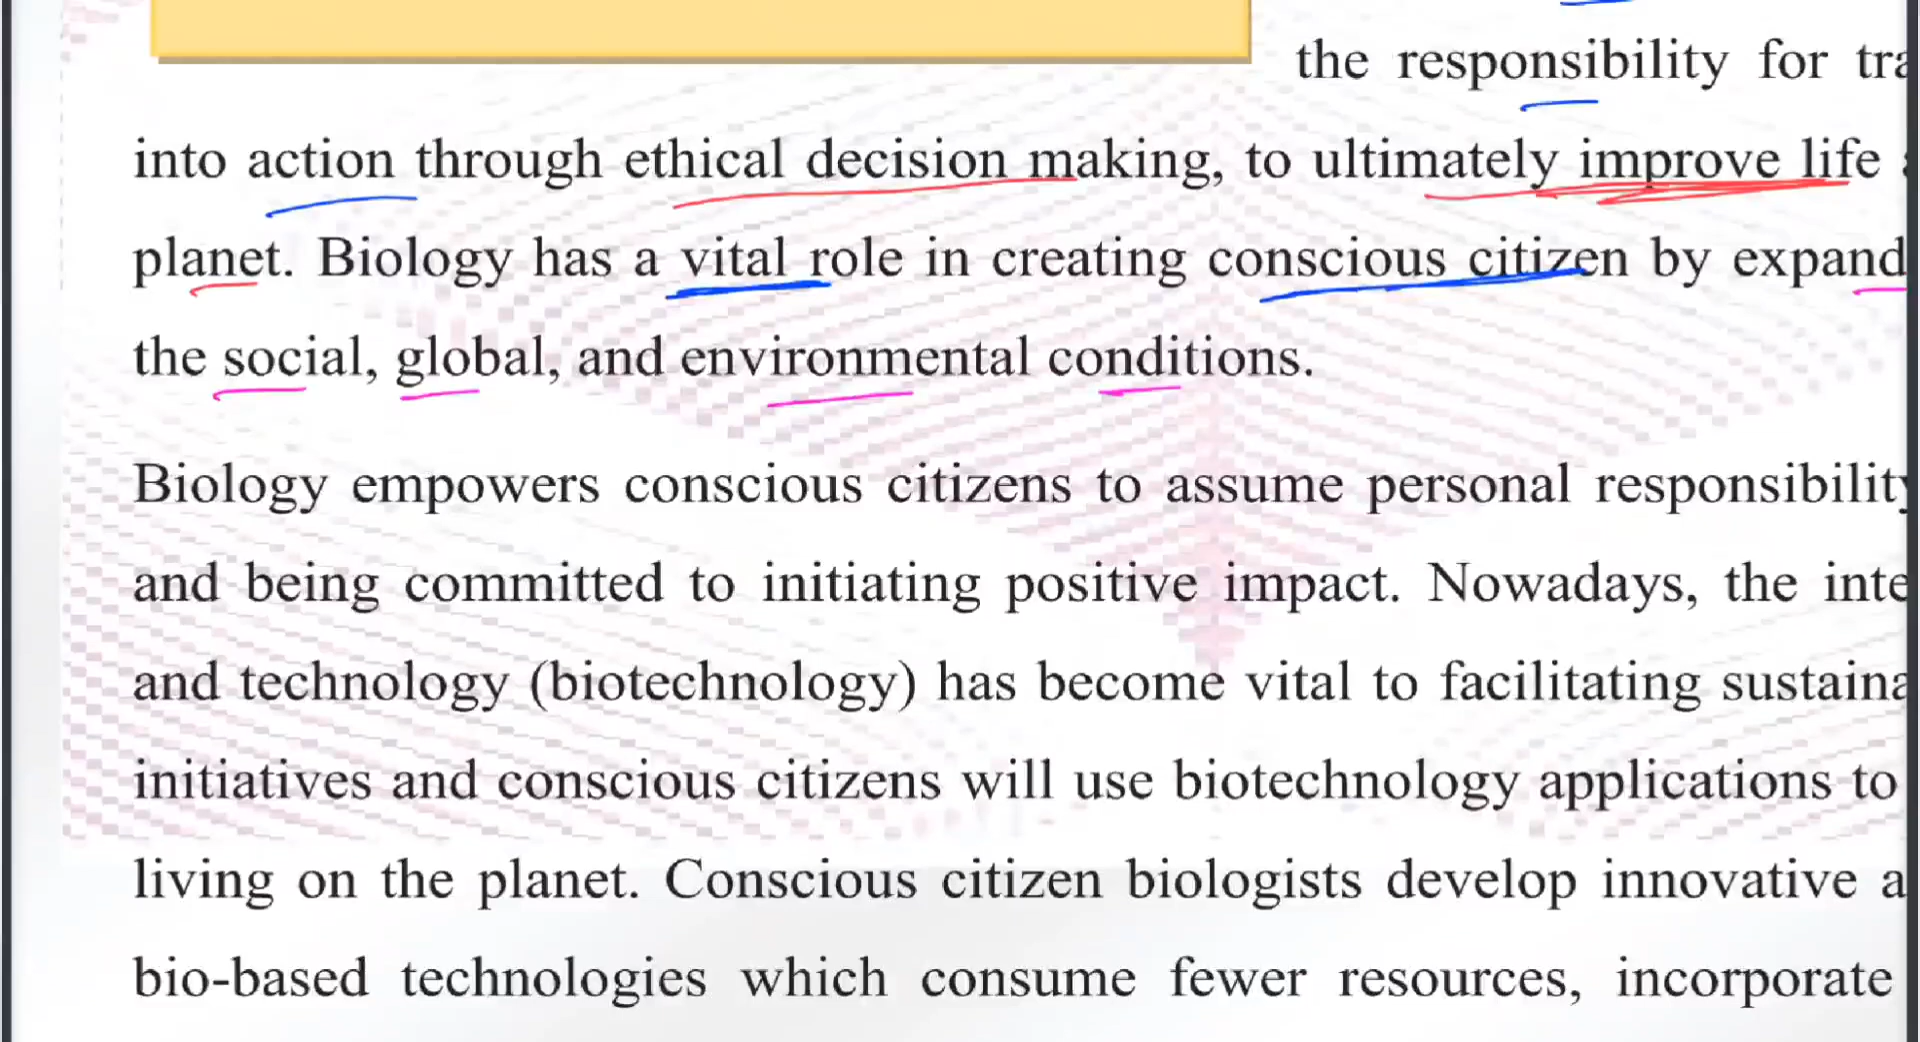 the responsibility for
into action through ethical decision making, to ultimately improve life
planet. Biology has a vital role in creating conscious citizen by expand
the social, global, and environmental conditions.
Biology empowers conscious citizens to assume personal responsibility
and being committed to initiating positive impact. Nowadays, the
and technology (biotechnology) has become vital to facilitating
initiatives and conscious citizens will use biotechnology applications to
living on the planet. Conscious citizen biologists develop innovative
bio-based technologies which consume fewer resources, incorporate